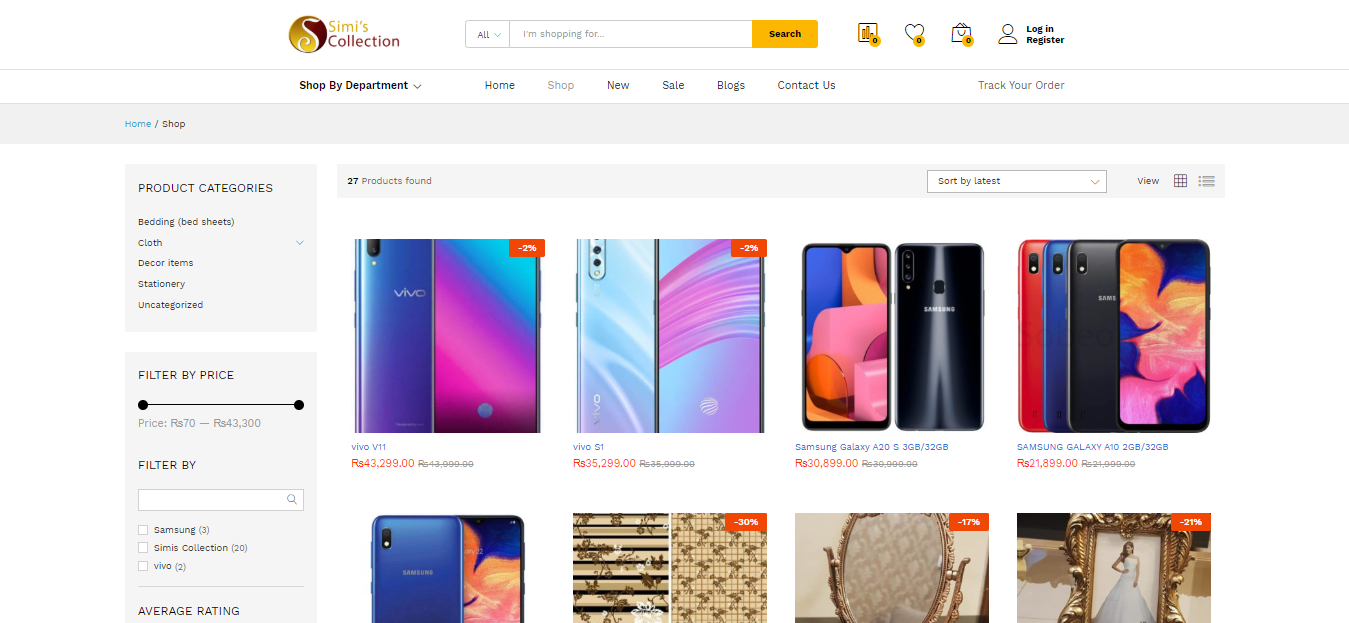 Simi's
Collection
All
I'm shopping for...
Search
0
0
0
Log in
Register
Shop By Department
Home
Shop
New
Sale
Blogs
Contact Us
Track Your Order
Home / Shop
PRODUCT CATEGORIES
Bedding (bed sheets)
Cloth
Decor items
Stationery
Uncategorized
FILTER BY PRICE
Price: ₨70 — ₨43,300
FILTER BY
Samsung (3)
Simis Collection (20)
vivo (2)
AVERAGE RATING
27 Products found
Sort by latest
View
-2%
vivo
vivo V11
₨43,299.00 ₨43,999.00
-2%
vivo
vivo S1
₨35,299.00 ₨35,999.00
SAMSUNG
Samsung Galaxy A20 S 3GB/32GB
₨30,899.00 ₨30,999.00
SAMS
SAMSUNG GALAXY A10 2GB/32GB
₨21,899.00 ₨21,999.00
SAMSUNG
-30%
-17%
-21%